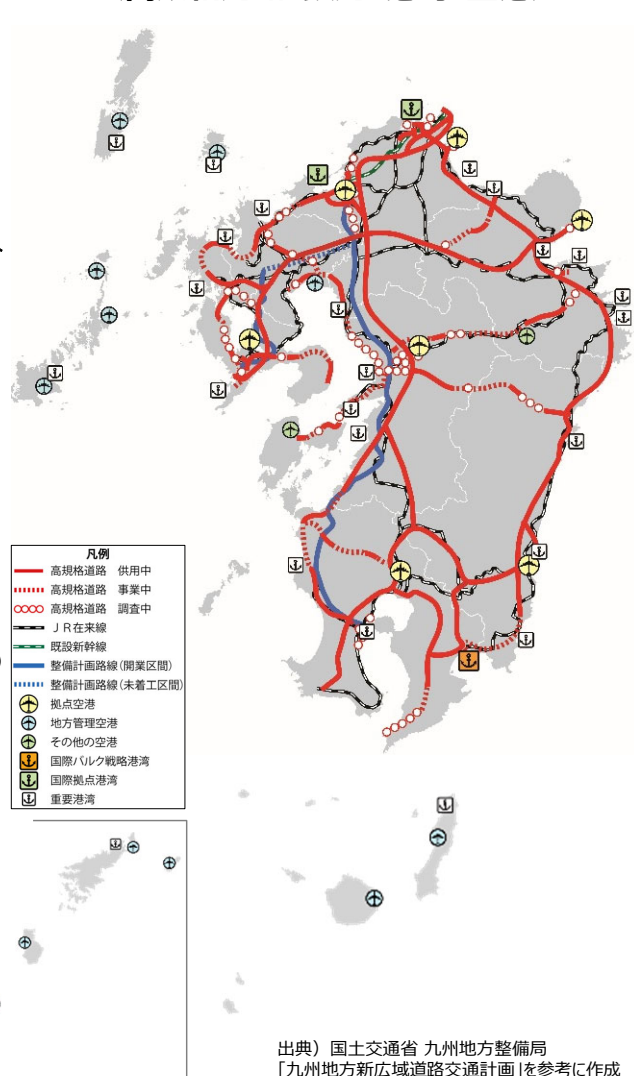 凡例
高規格道路 供用中
高規格道路 事業中
高規格道路 調査中
ＪＲ在来線
既設新幹線
整備計画路線(開業区間)
整備計画路線(未着工区間)
拠点空港
地方管理空港
その他の空港
国際バルク戦略港湾
国際拠点港湾
重要港湾
出典）国土交通省 九州地方整備局
「九州地方新広域道路交通計画」を参考に作成